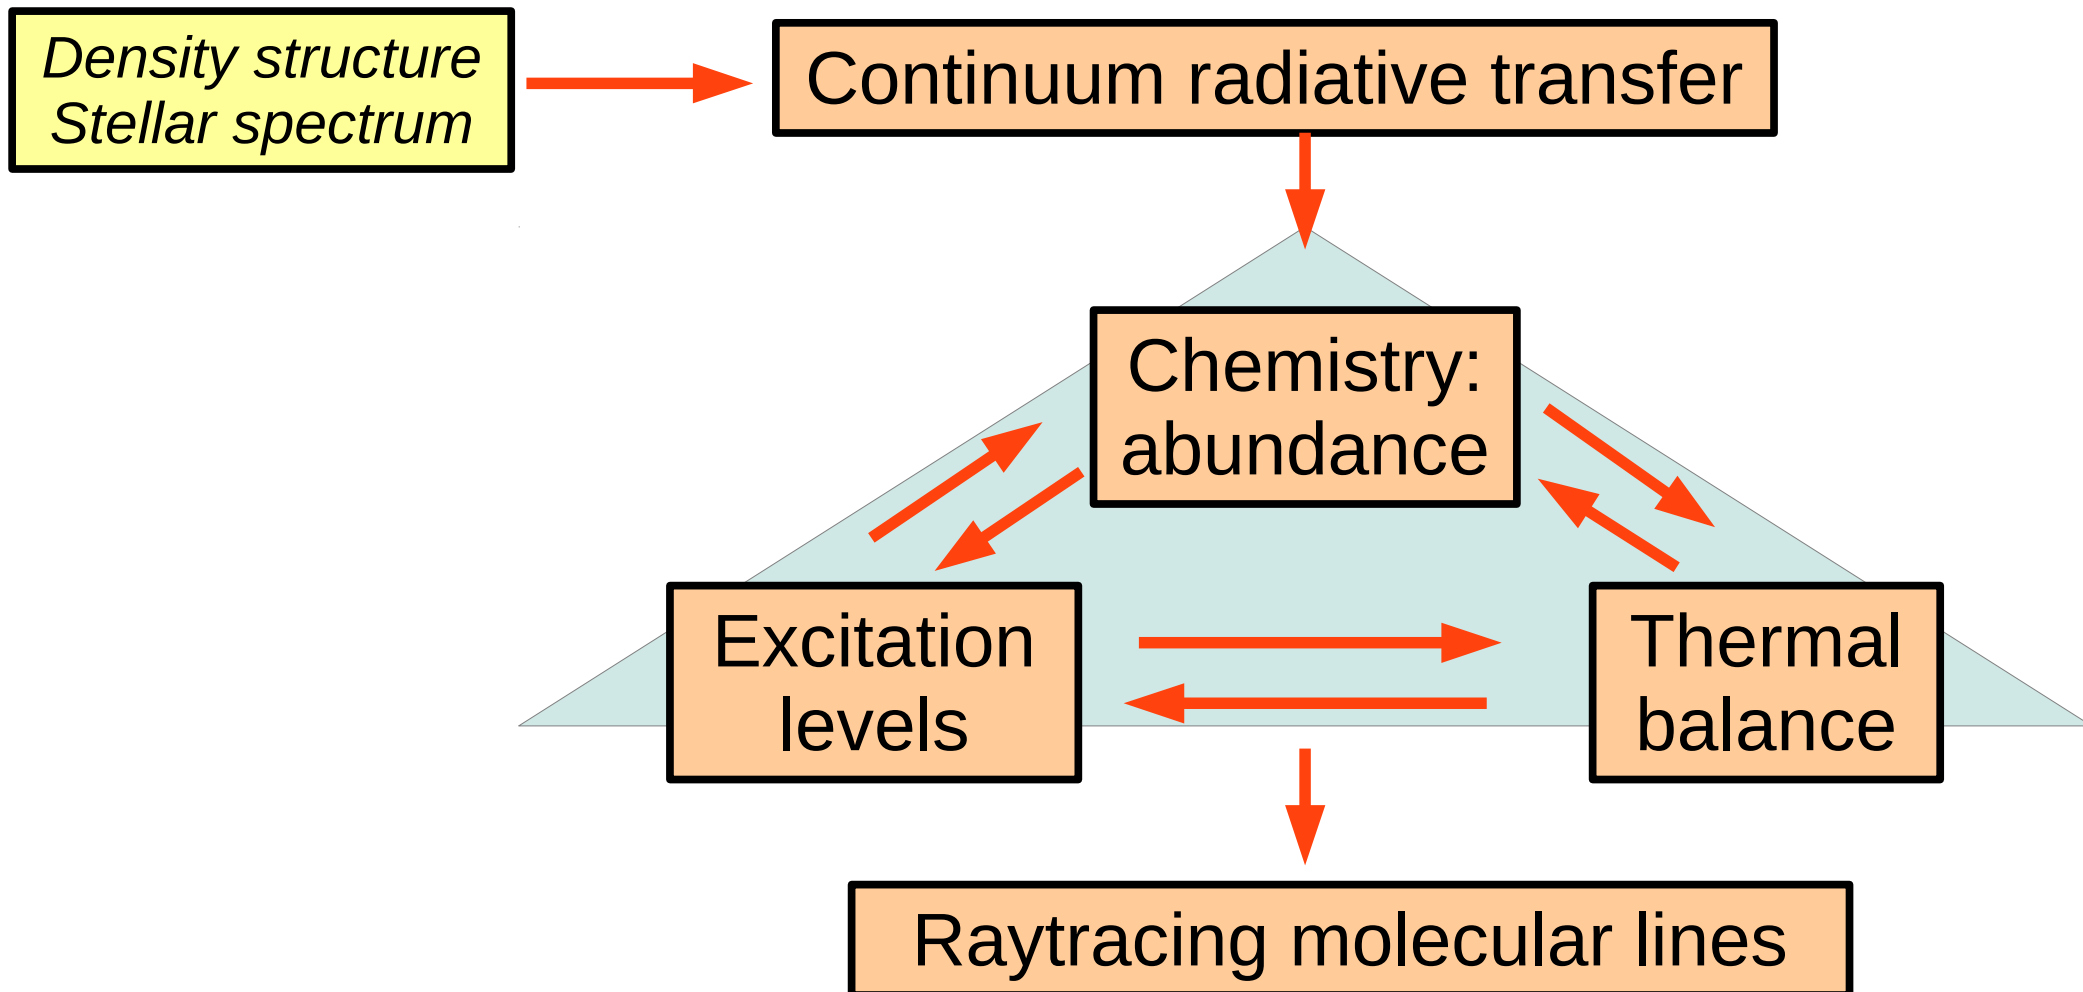 Density structure
Stellar spectrum
Continuum radiative transfer
Chemistry:
abundance
Excitation
levels
Thermal
balance
Raytracing molecular lines